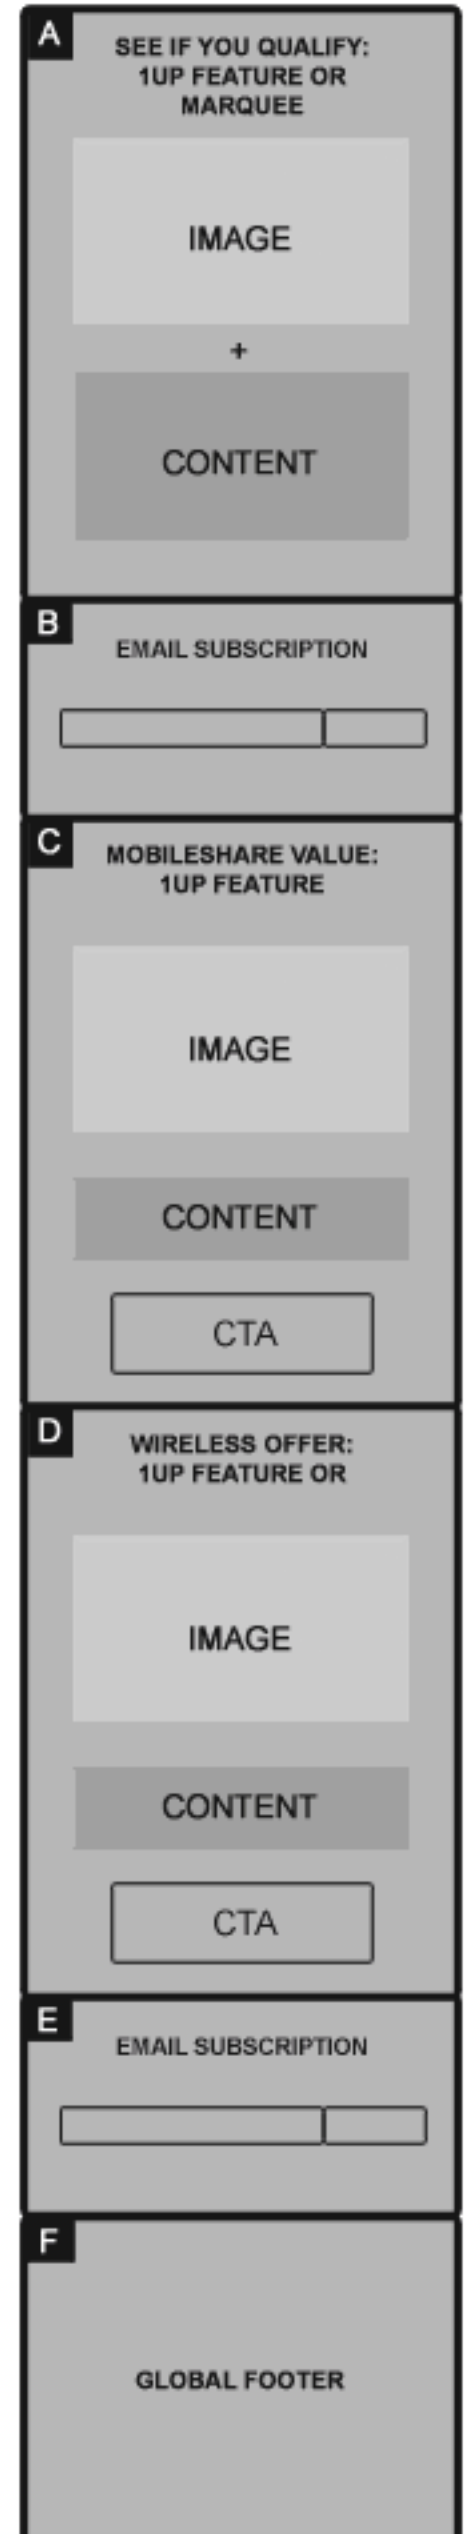 A
SEE IF YOU QUALIFY:
1UP FEATURE OR
MARQUEE
IMAGE
+
CONTENT
B
EMAIL SUBSCRIPTION
C
MOBILESHARE VALUE:
1UP FEATURE
IMAGE
CONTENT
CTA
D
WIRELESS OFFER:
1UP FEATURE OR
IMAGE
CONTENT
CTA
E
EMAIL SUBSCRIPTION
F
GLOBAL FOOTER